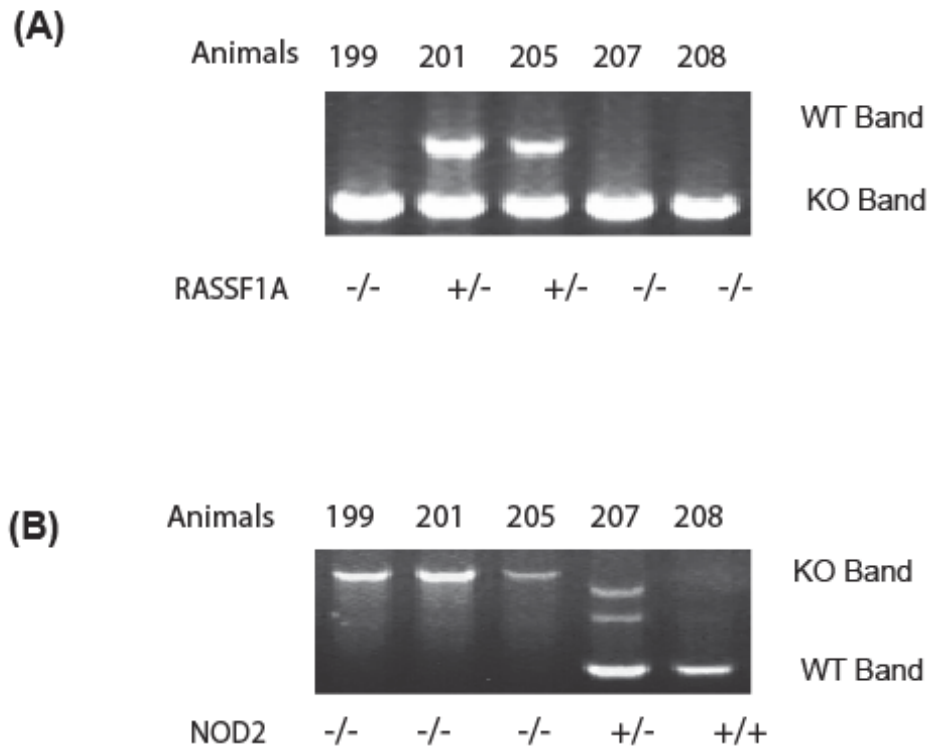 (A)
Animals 199 201 205 207 208
WT Band
KO Band
RASSF1A -/- +/- +/- -/- -/-
(B)
Animals 199 201 205 207 208
KO Band
WT Band
NOD2 -/- -/- -/- +/- +/+